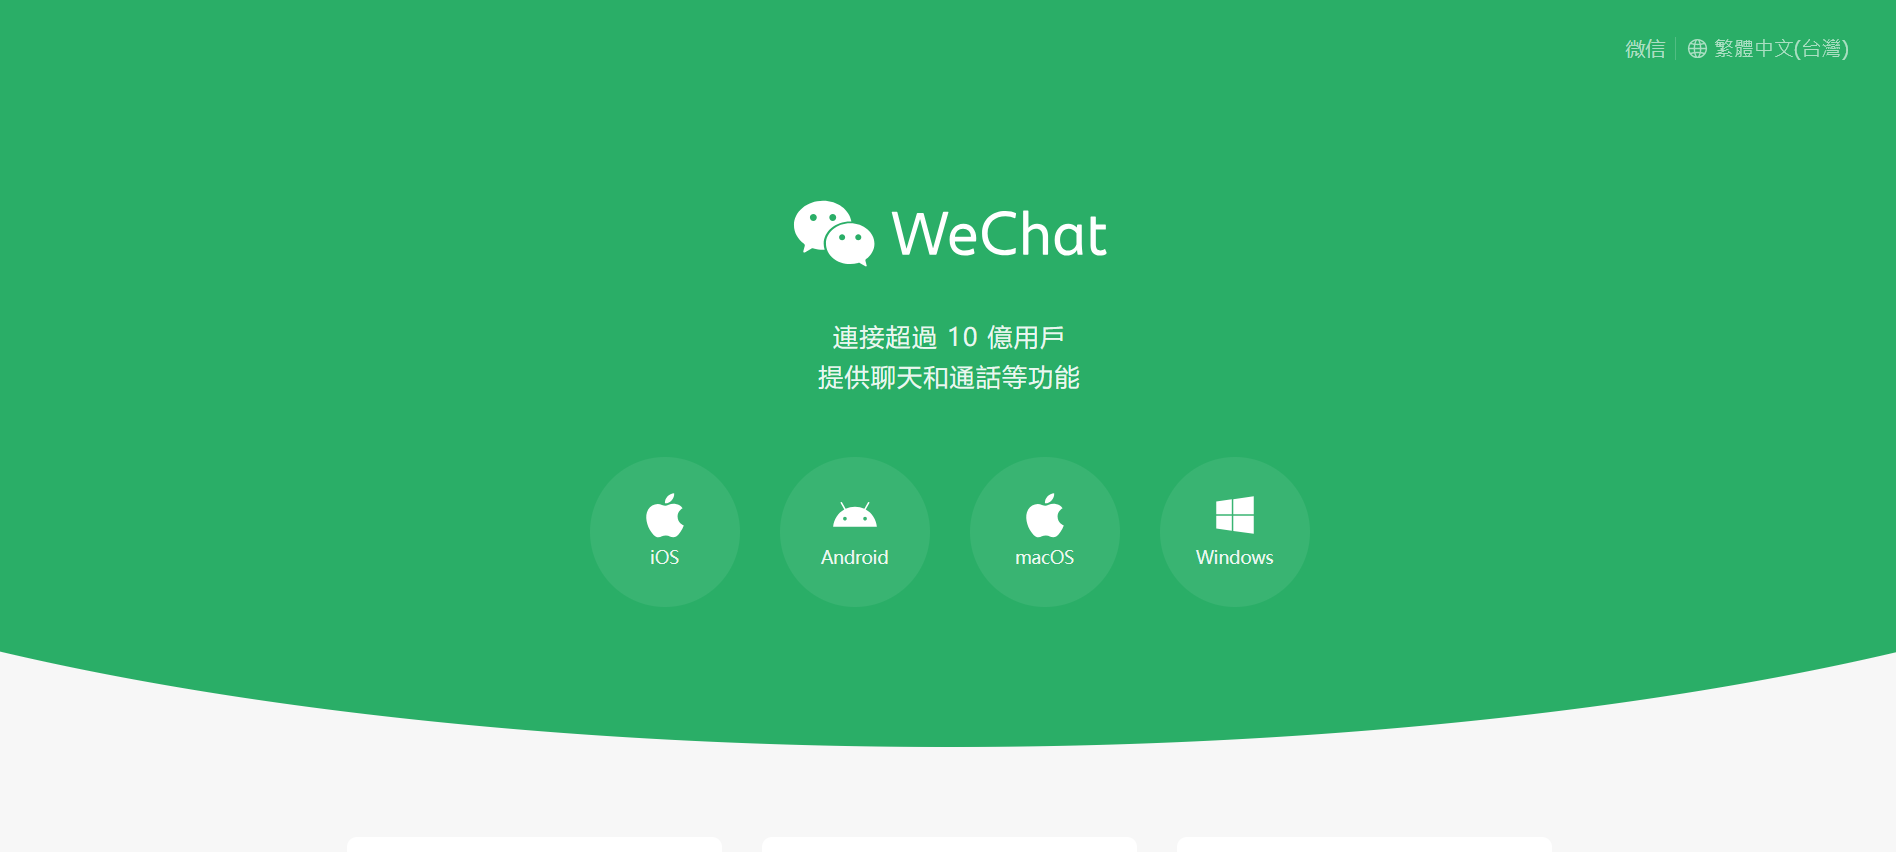 微信
繁體中文(台灣)
WeChat
連接超過 10 億用戶
提供聊天和通話等功能
iOS
Android
macOS
Windows